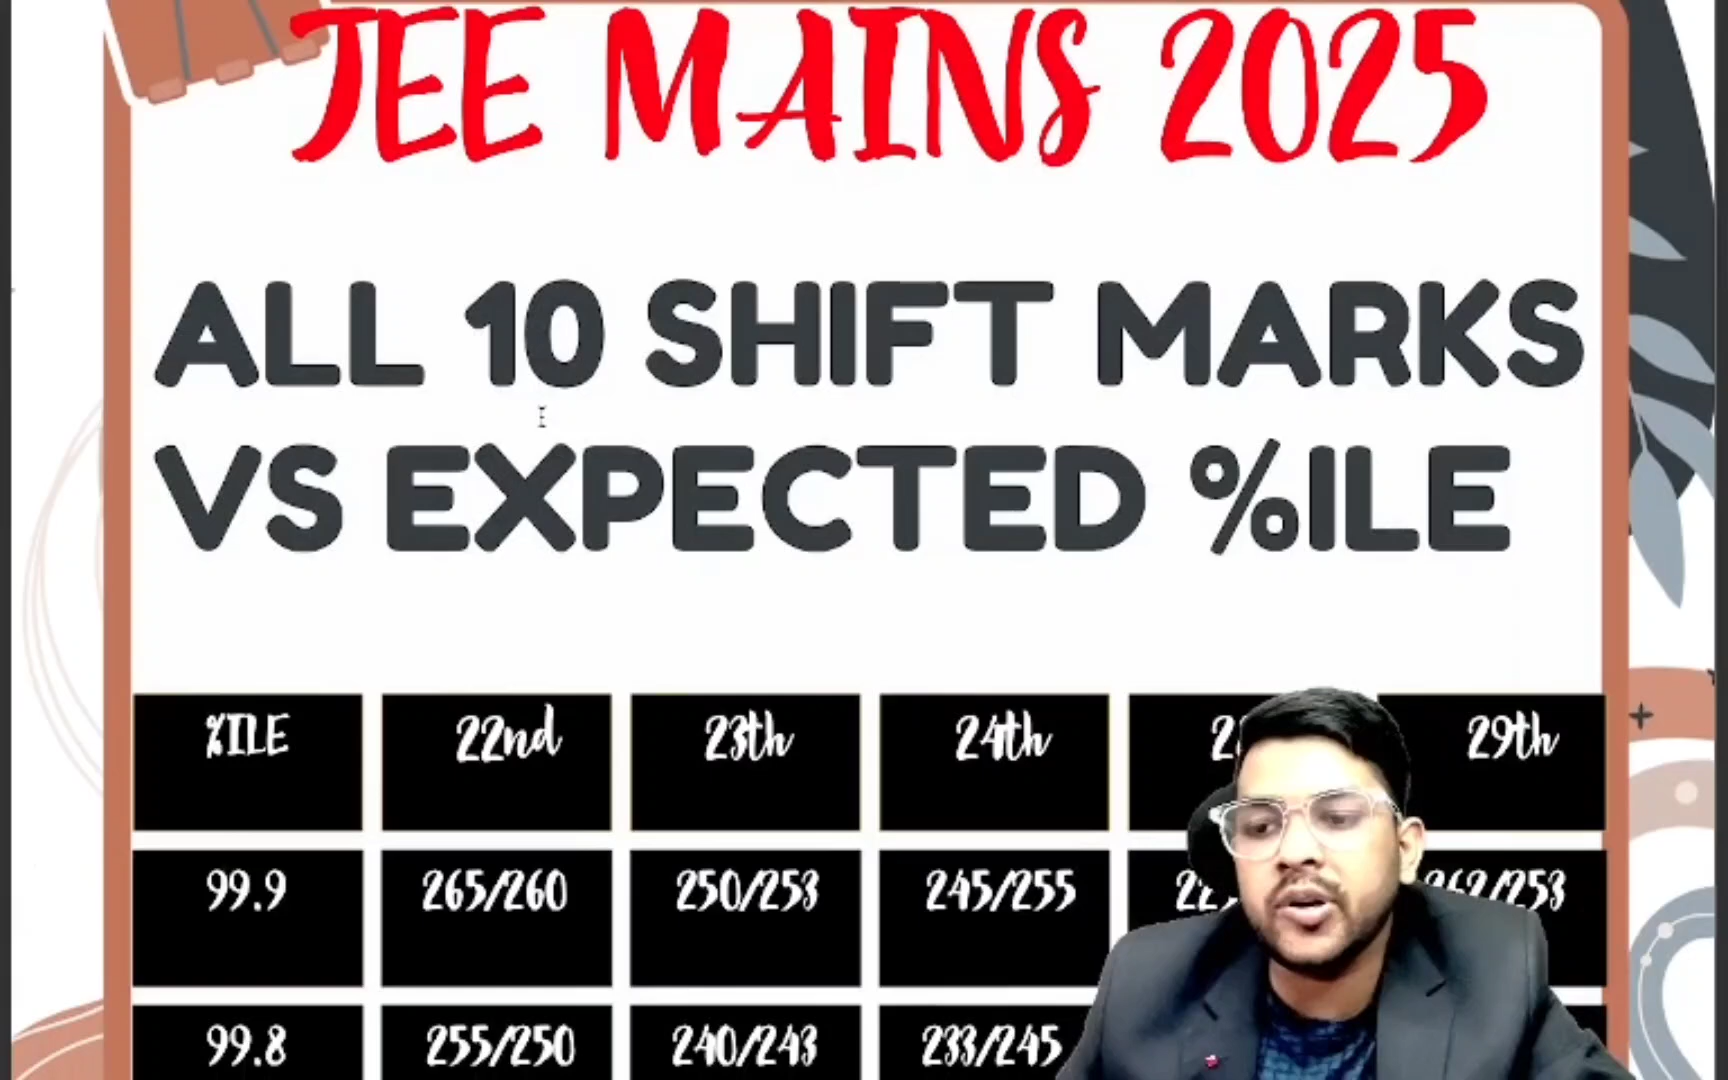 JEE MAINS 2025
ALL 10 SHIFT MARKS
VS EXPECTED %ILE
%ILE 22nd 23th 24th 29th
99.9 265/260 250/253 245/255
99.8 255/250 240/243 233/245